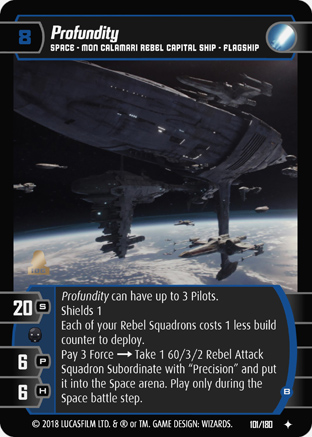 8
Profundity
SPACE - MON CALAMARI REBEL CAPITAL SHIP - FLAGSHIP
20 S
6 P
6 H
Profundity can have up to 3 Pilots.
Shields 1
Each of your Rebel Squadrons costs 1 less build
counter to deploy.
Pay 3 Force → Take 1 60/3/2 Rebel Attack
Squadron Subordinate with "Precision" and put
it into the Space arena. Play only during the
Space battle step.
B
© 2018 LUCASFILM LTD. & ® OR TM. GAME DESIGN: WIZARDS. 101/180